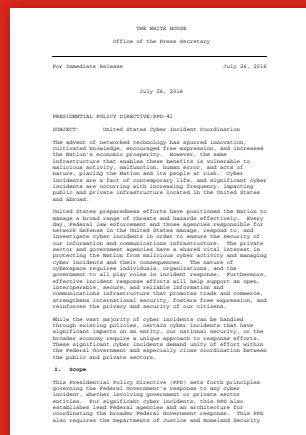 THE WHITE HOUSE
Office of the Press Secretary
For Immediate Release July 26, 2016
July 26, 2016
PRESIDENTIAL POLICY DIRECTIVE/PPD-41
SUBJECT: United States Cyber Incident Coordination
The advent of networked technology has spurred innovation,
cultivated knowledge, encouraged free expression, and increased
the Nation's economic prosperity. However, the same
infrastructure that enables these benefits is vulnerable to
malicious activity, malfunction, human error, and acts of
nature, placing the Nation and its people at risk. Cyber
incidents are a fact of contemporary life, and significant cyber
incidents are occurring with increasing frequency, impacting
public and private infrastructure located in the United States
and abroad.
United States preparedness efforts have positioned the Nation to
manage a broad range of threats and hazards effectively. Every
day, Federal law enforcement and those agencies responsible for
network defense in the United States manage, respond to, and
investigate cyber incidents in order to ensure the security of
our information and communications infrastructure. The private
sector and government agencies have a shared vital interest in
protecting the Nation from malicious cyber activity and managing
cyber incidents and their consequences. The nature of
cyberspace requires individuals, organizations, and the
government to all play roles in incident response. Furthermore,
effective incident response efforts will help support an open,
interoperable, secure, and reliable information and
communications infrastructure that promotes trade and commerce,
strengthens international security, fosters free expression, and
reinforces the privacy and security of our citizens.
While the vast majority of cyber incidents can be handled
through existing policies, certain cyber incidents that have
significant impacts on an entity, our national security, or the
broader economy require a unique approach to response efforts.
These significant cyber incidents demand unity of effort within
the Federal Government and especially close coordination between
the public and private sectors.
I. Scope
This Presidential Policy Directive (PPD) sets forth principles
governing the Federal Government's response to any cyber
incident, whether involving government or private sector
entities. For significant cyber incidents, this PPD also
establishes lead Federal agencies and an architecture for
coordinating the broader Federal Government response. This PPD
also requires the Departments of Justice and Homeland Security